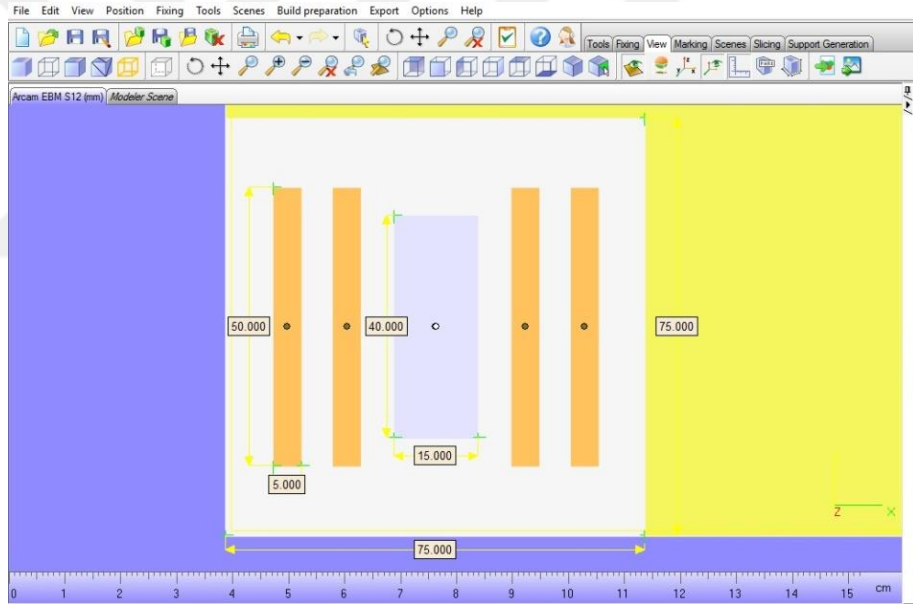 File Edit View Position Fixing Tools Scenes Build preparation Export Options Help
Tools Fixing View Marking Scenes Slicing Support Generation
Arcam EBM S12 (mm) Modeler Scene
50.000 40.000 75.000
15.000
5.000
Z X
75.000
0 1 2 3 4 5 6 7 8 9 10 11 12 13 14 15 cm